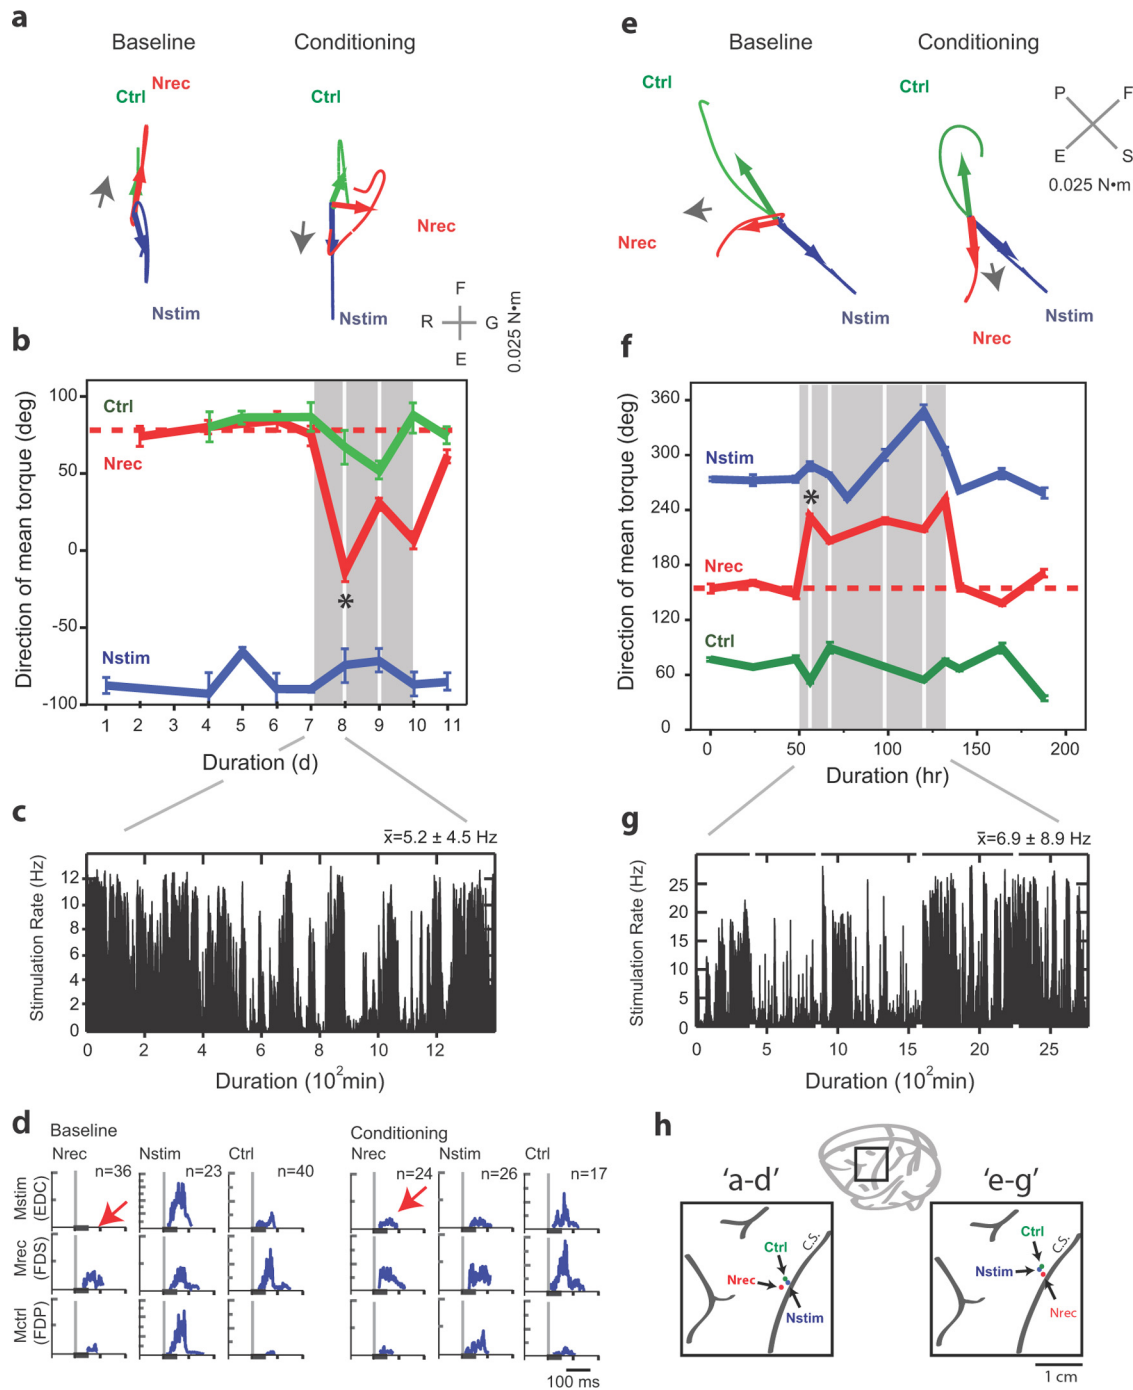 a
Baseline
Conditioning
Ctrl
Nrec
Nstim
Ctrl
Nrec
Nstim
F
R
G
E
0.025 N•m
e
Baseline
Conditioning
Ctrl
Nrec
Nstim
Ctrl
Nrec
Nstim
P
F
E
S
0.025 N•m
b
Direction of mean torque (deg)
100
50
0
-50
-100
Ctrl
Nrec
*
Nstim
1 2 3 4 5 6 7 8 9 10 11
Duration (d)
f
Direction of mean torque (deg)
360
300
240
180
120
60
0
Nstim
*
Nrec
Ctrl
0 50 100 150 200
Duration (hr)
c
x̄=5.2 ± 4.5 Hz
Stimulation Rate (Hz)
12
10
8
6
4
2
0
0 2 4 6 8 10 12
Duration (10²min)
g
x̄=6.9 ± 8.9 Hz
Stimulation Rate (Hz)
25
20
15
10
5
0
0 5 10 15 20 25
Duration (10²min)
d
Baseline
Nrec Nstim Ctrl
n=36 n=23 n=40
Conditioning
Nrec Nstim Ctrl
n=24 n=26 n=17
Mstim
(EDC)
Mrec
(FDS)
Mctrl
(FDP)
100 ms
h
'a-d'
'e-g'
C.S.
Ctrl
Nrec
Nstim
C.S.
Ctrl
Nstim
Nrec
1 cm